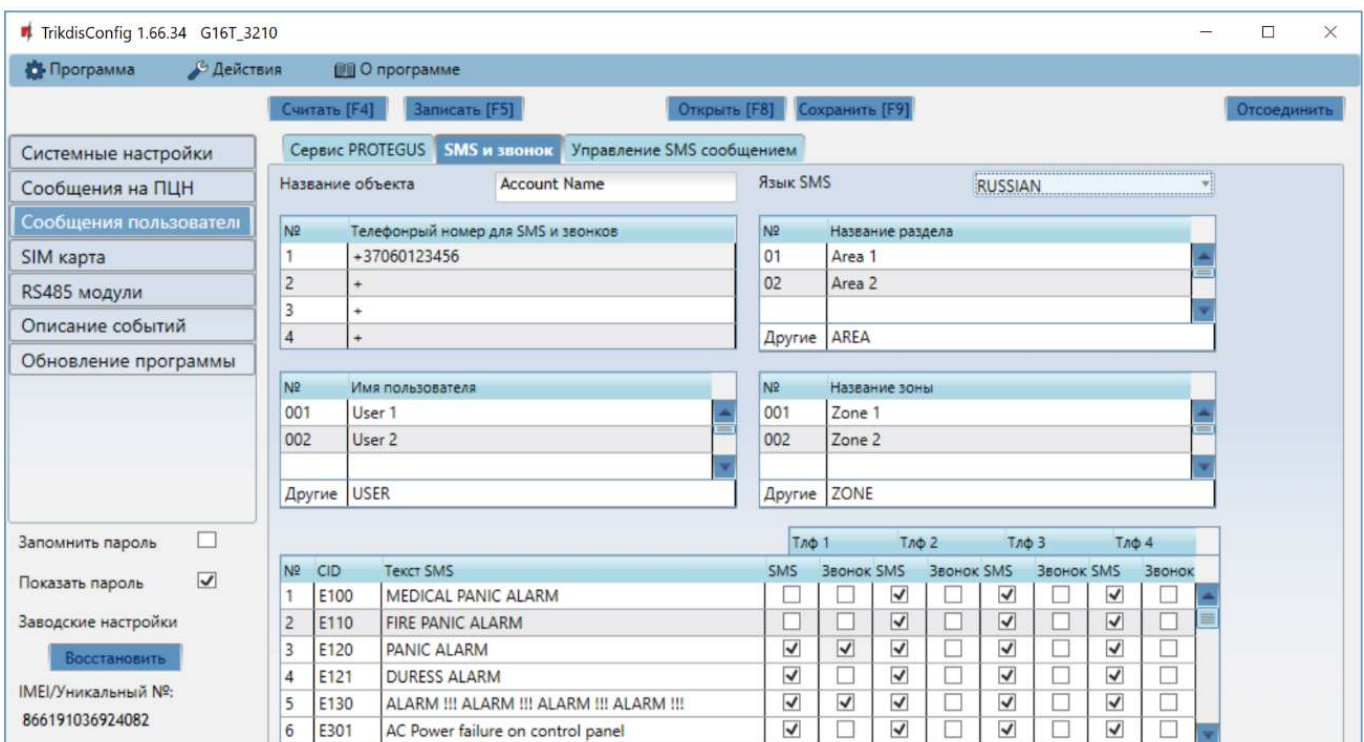 TrikdisConfig 1.66.34 G16T_3210
Программа Действия О программе
Считать [F4] Записать [F5] Открыть [F8] Сохранить [F9] Отсоединить
Системные настройки
Сообщения на ПЦН
Сообщения пользовател
SIM карта
RS485 модули
Описание событий
Обновление программы
Запомнить пароль
Показать пароль
Заводские настройки
Восстановить
IMEI/Уникальный №:
866191036924082
Сервис PROTEGUS SMS и звонок Управление SMS сообщением
Название объекта Account Name Язык SMS RUSSIAN
№ Телефонрый номер для SMS и звонков
1 +37060123456
2 +
3 +
4 +
№ Название раздела
01 Area 1
02 Area 2
Другие AREA
№ Имя пользователя
001 User 1
002 User 2
Другие USER
№ Название зоны
001 Zone 1
002 Zone 2
Другие ZONE
Тлф 1 Тлф 2 Тлф 3 Тлф 4
№ CID Текст SMS SMS Звонок SMS Звонок SMS Звонок SMS Звонок
1 E100 MEDICAL PANIC ALARM
2 E110 FIRE PANIC ALARM
3 E120 PANIC ALARM
4 E121 DURESS ALARM
5 E130 ALARM !!! ALARM !!! ALARM !!! ALARM !!!
6 E301 AC Power failure on control panel